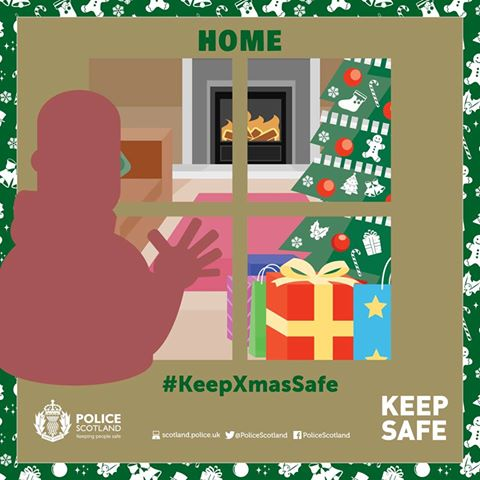 HOME
#KeepXmasSafe
POLICE
SCOTLAND
Keeping people safe
scotland.police.uk @PoliceScotland PoliceScotland
KEEP
SAFE